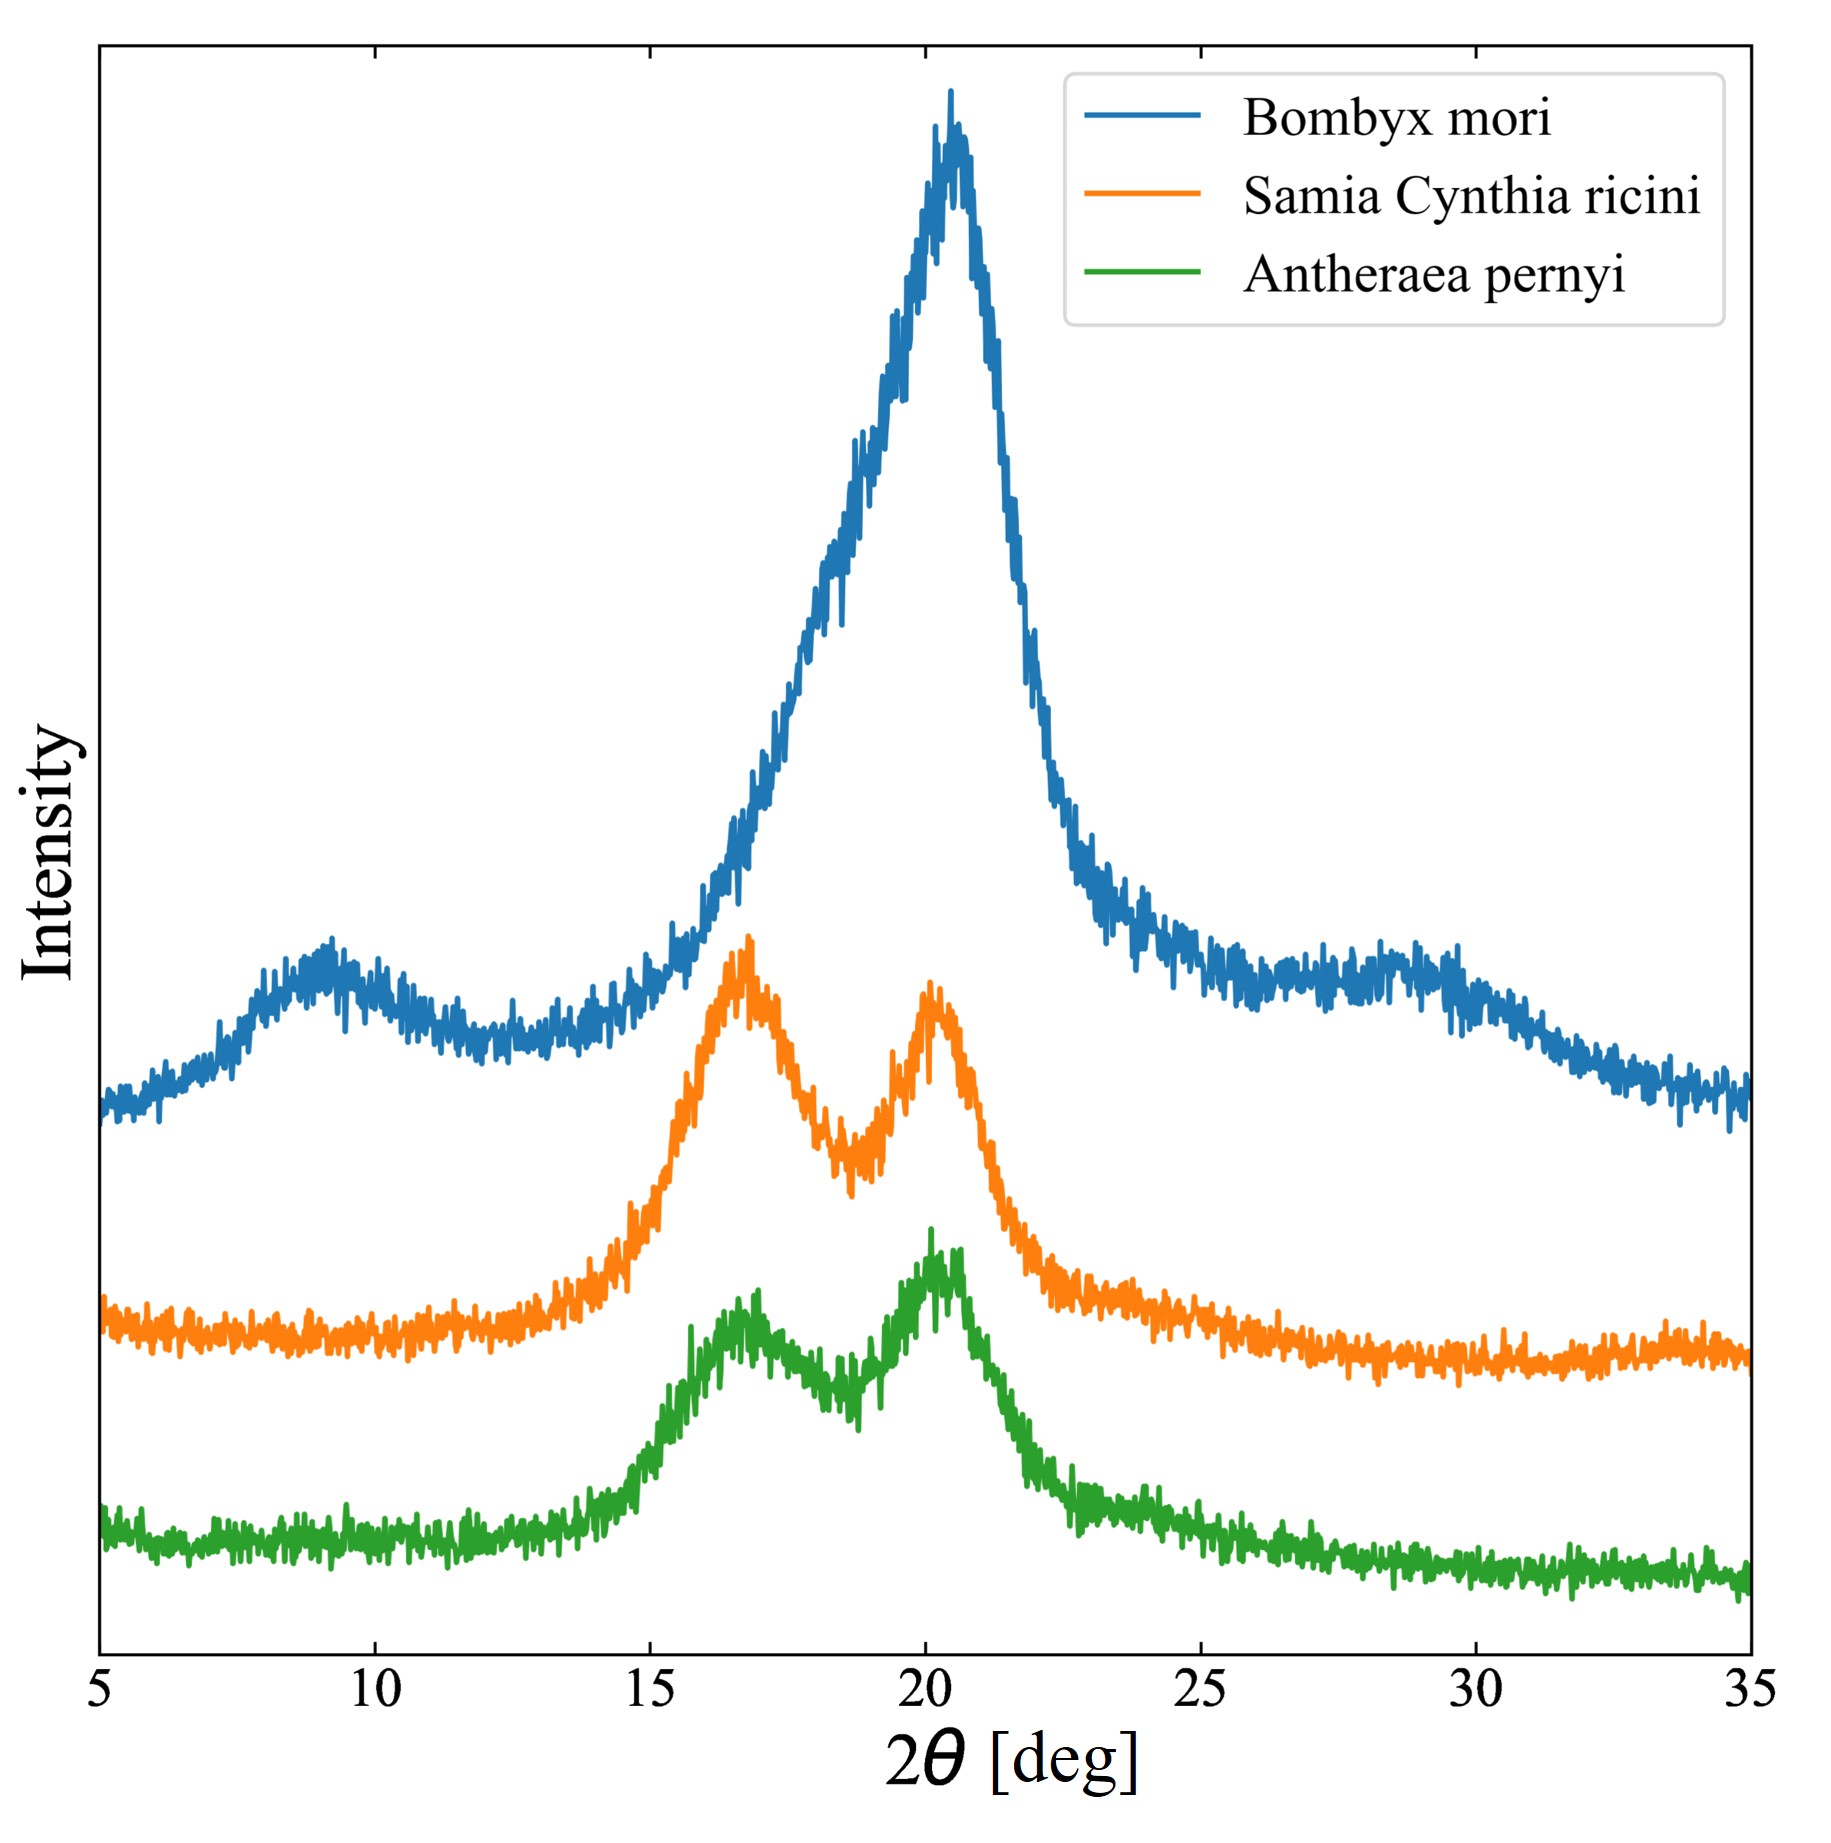 Bombyx mori
Samia Cynthia ricini
Antheraea pernyi
Intensity
5 10 15 20 25 30 35
2θ [deg]